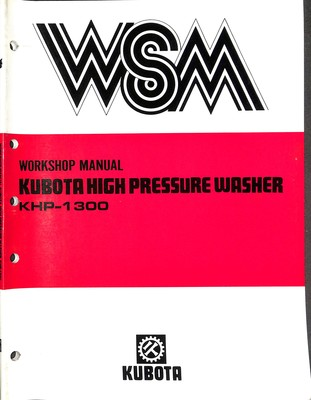 WSM
WORKSHOP MANUAL
KUBOTA HIGH PRESSURE WASHER
KHP-1300
KUBOTA